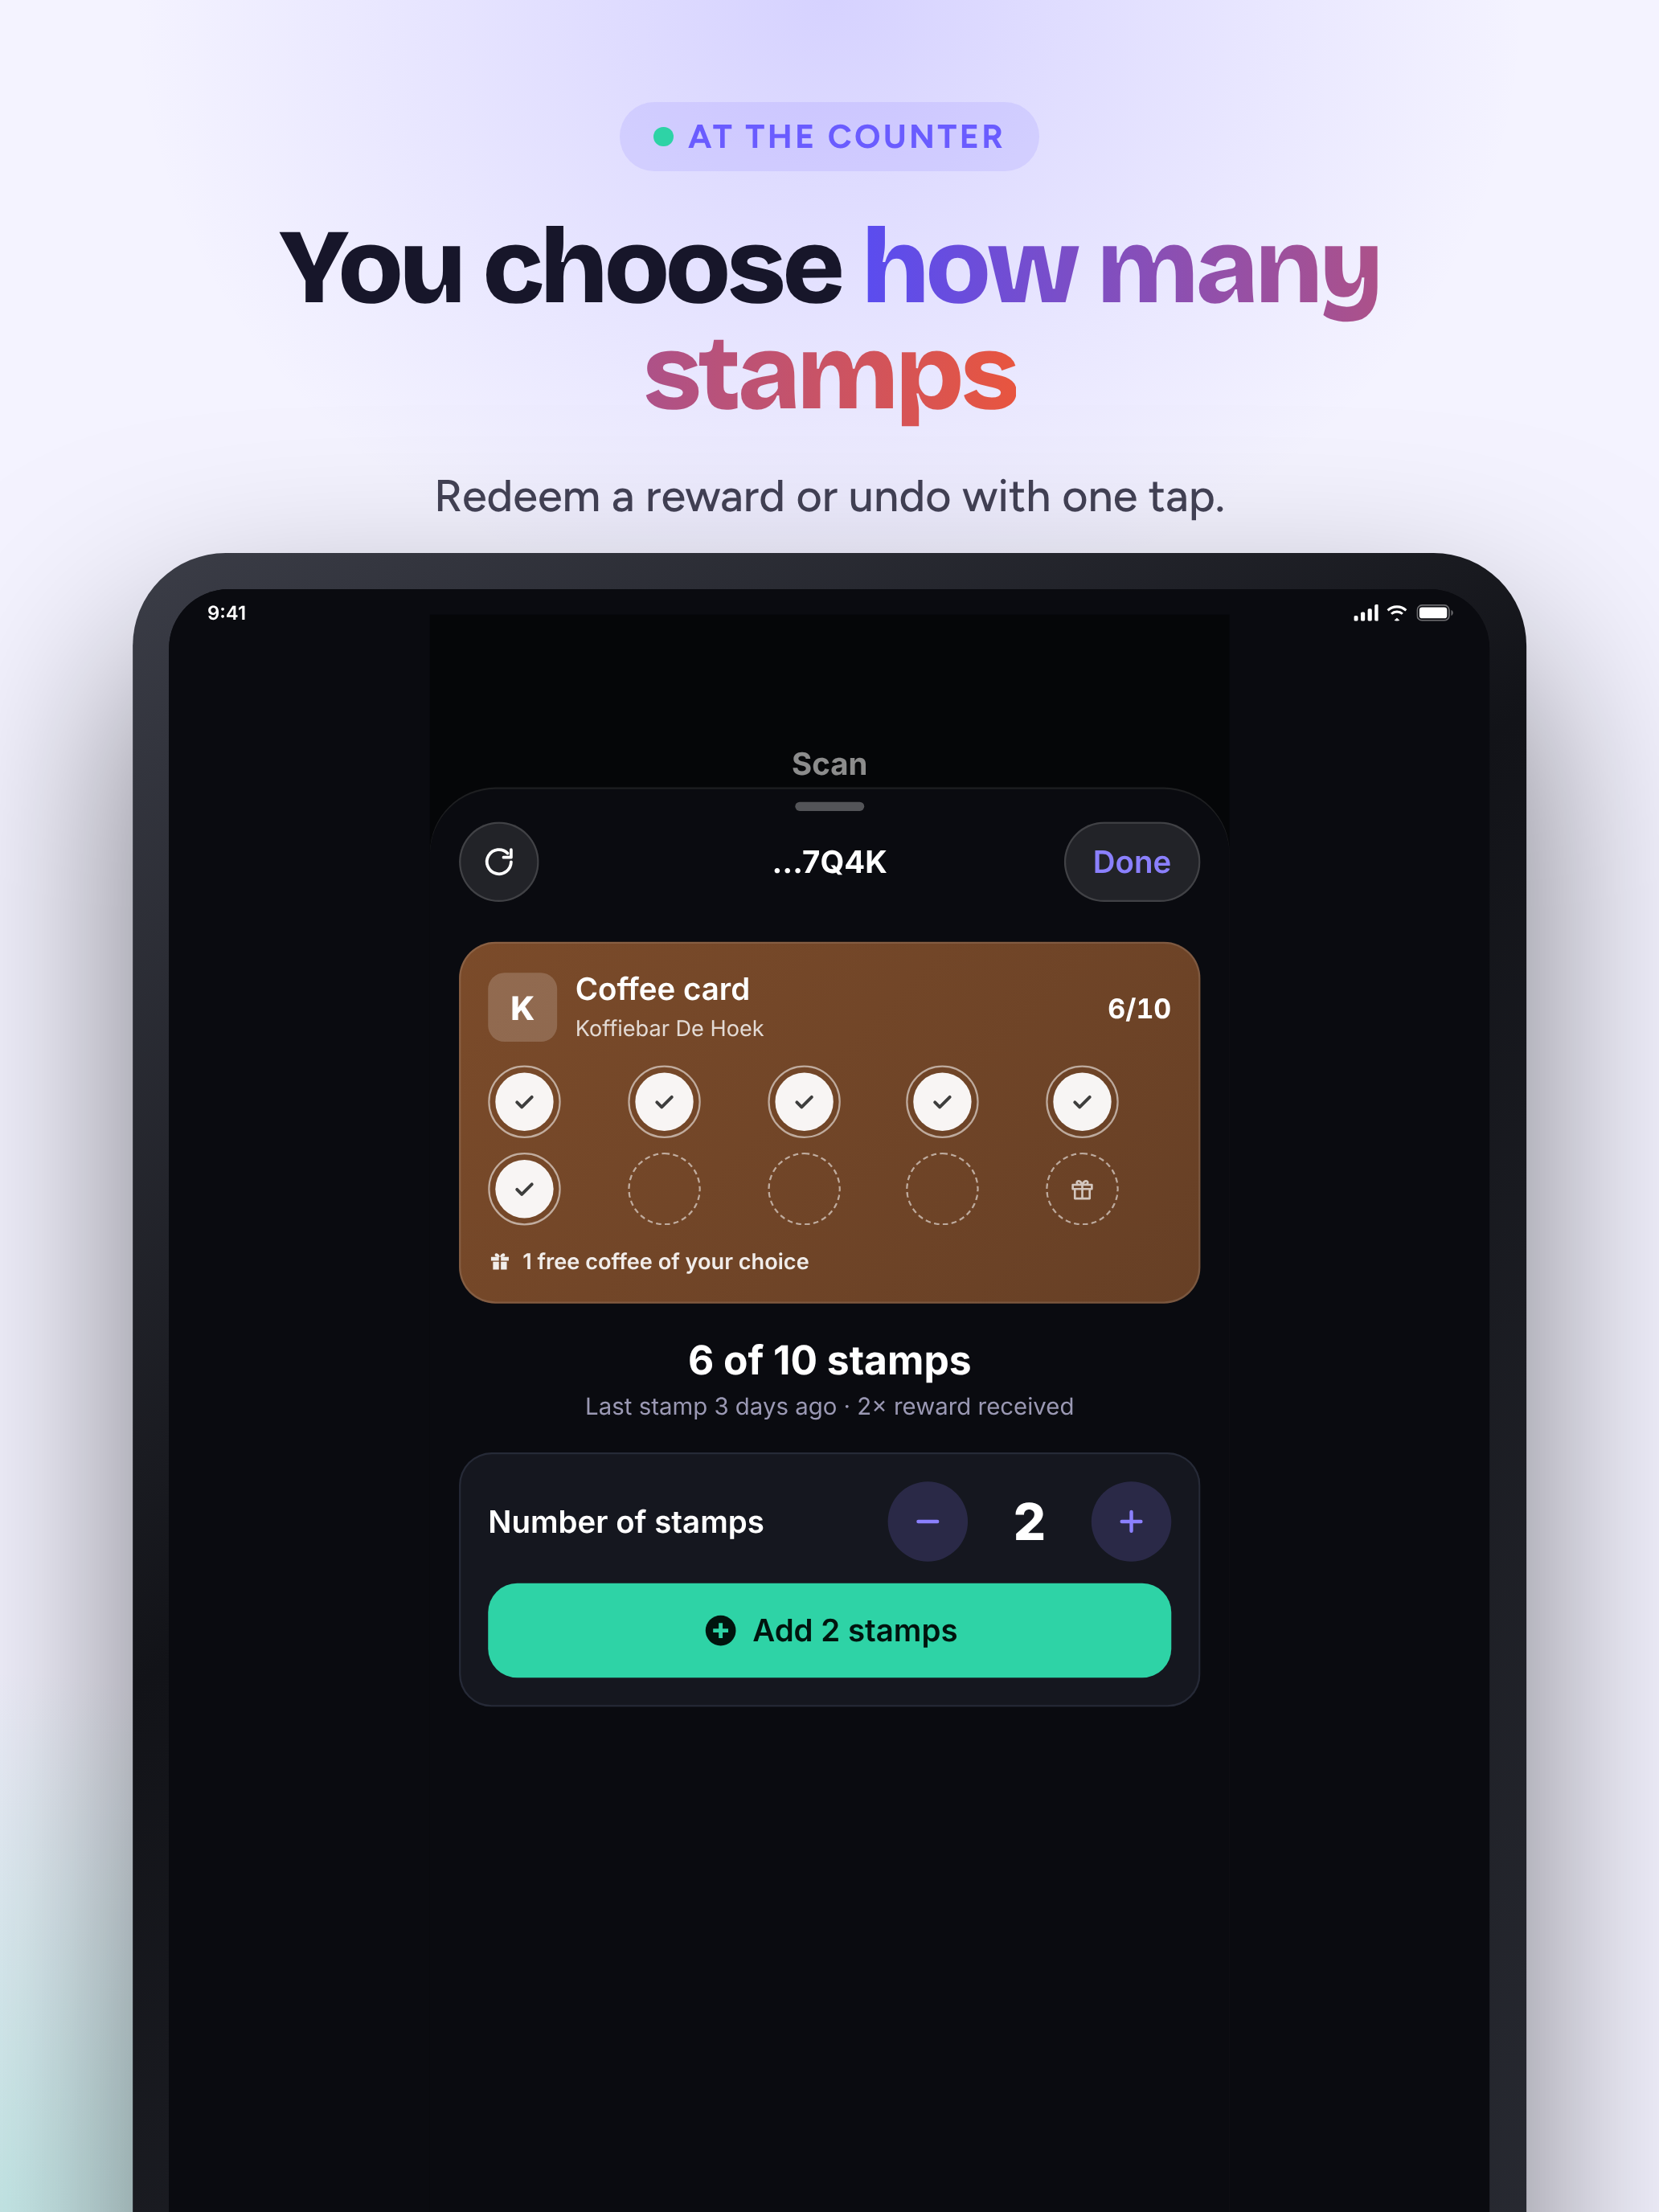 AT THE COUNTER
You choose how many
stamps
Redeem a reward or undo with one tap.
9:41
Scan
...7Q4K
Done
K
Coffee card
Koffiebar De Hoek
6/10
1 free coffee of your choice
6 of 10 stamps
Last stamp 3 days ago · 2× reward received
Number of stamps
2
Add 2 stamps